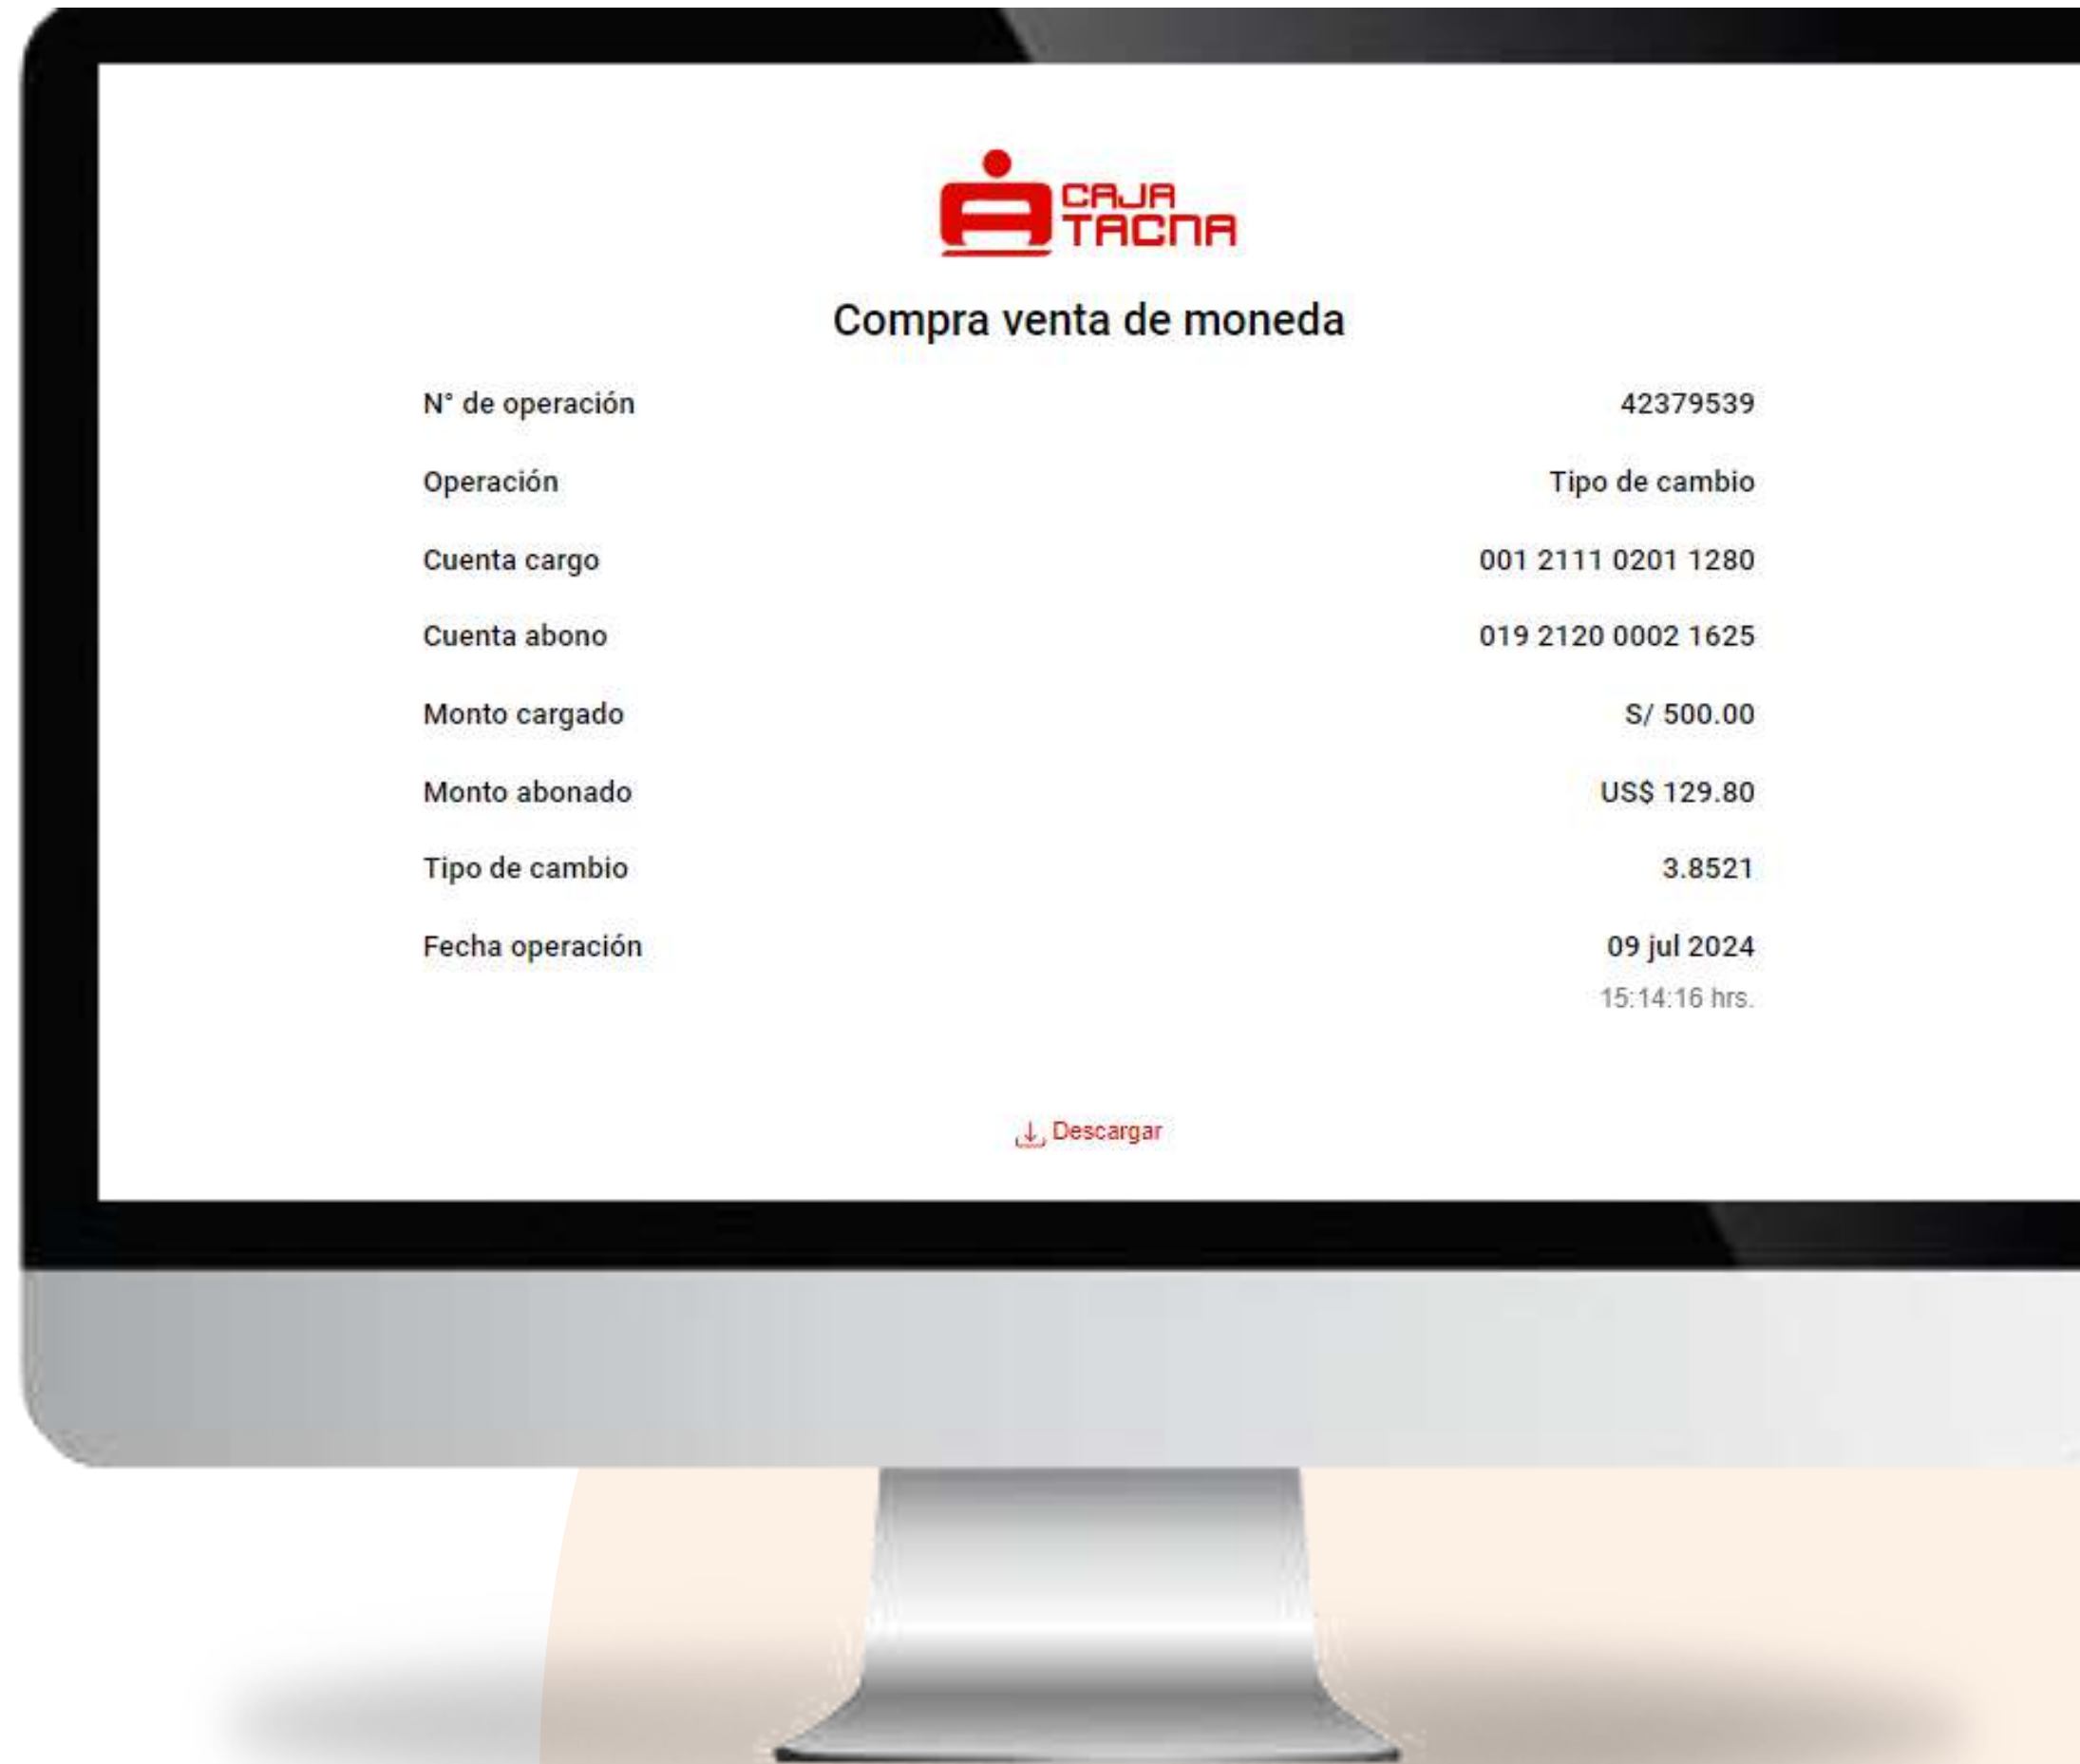 CAJA
TACNA
Compra venta de moneda
N° de operación 42379539
Operación Tipo de cambio
Cuenta cargo 001 2111 0201 1280
Cuenta abono 019 2120 0002 1625
Monto cargado S/ 500.00
Monto abonado US$ 129.80
Tipo de cambio 3.8521
Fecha operación 09 jul 2024
15:14:16 hrs.
Descargar